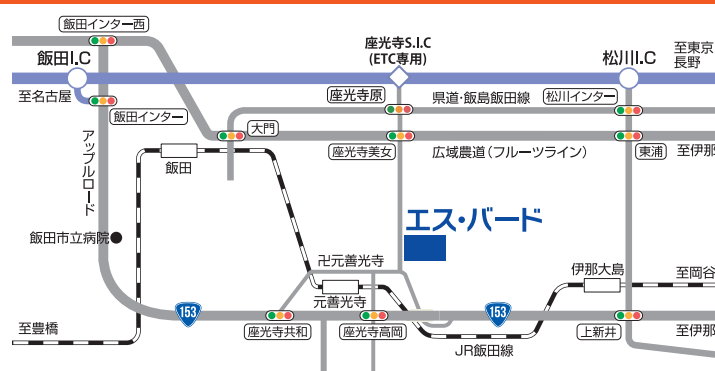 飯田インター西
座光寺S.I.C
(ETC専用)
飯田I.C
松川I.C
至東京
長野
至名古屋
座光寺原
県道・飯島飯田線
松川インター
飯田インター
大門
座光寺美女
広域農道(フルーツライン)
東浦
至伊那
アップルロード
飯田
エス・バード
飯田市立病院
卍元善光寺
伊那大島
至岡谷
元善光寺
153
153
至豊橋
座光寺共和
座光寺高岡
上新井
至伊那
JR飯田線